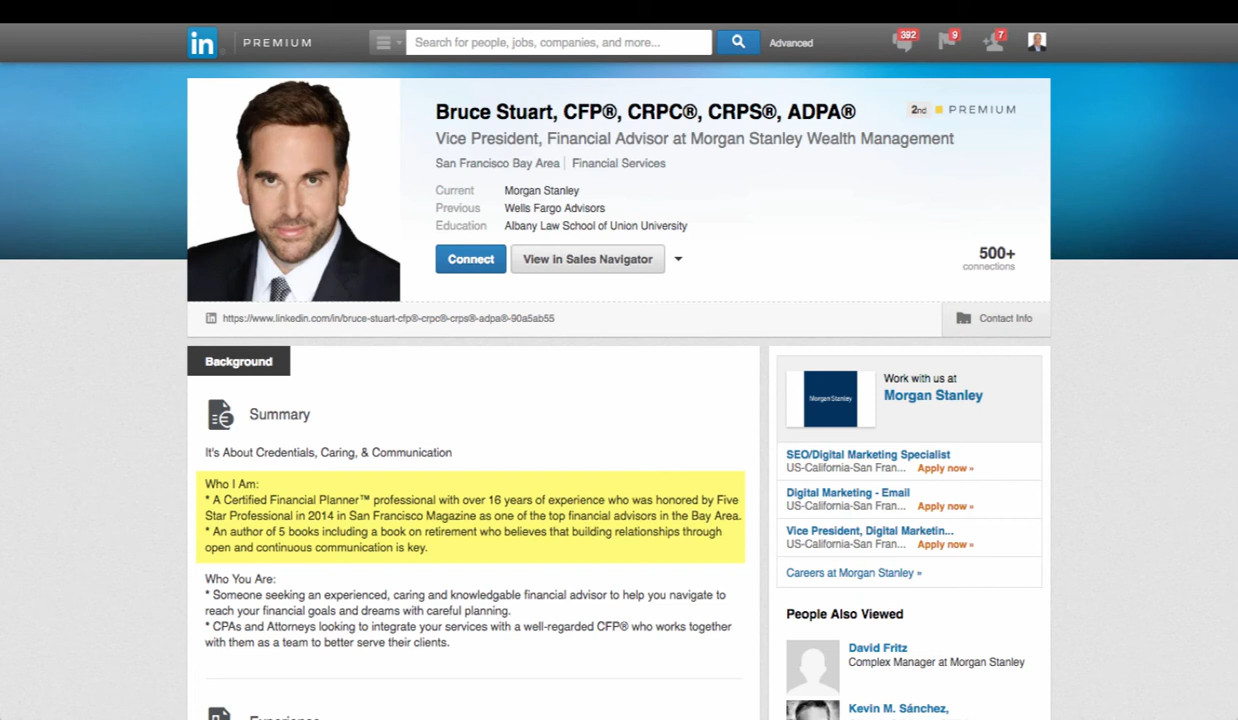 in PREMIUM
Search for people, jobs, companies, and more...
Advanced
392
9
7
Bruce Stuart, CFP®, CRPC®, CRPS®, ADPA®
2nd PREMIUM
Vice President, Financial Advisor at Morgan Stanley Wealth Management
San Francisco Bay Area | Financial Services
Current Morgan Stanley
Previous Wells Fargo Advisors
Education Albany Law School of Union University
Connect
View in Sales Navigator
500+
connections
https://www.linkedin.com/in/bruce-stuart-cfp®-crpc®-crps®-adpa®-90a5ab55
Contact Info
Background
Summary
It's About Credentials, Caring, & Communication
Who I Am:
* A Certified Financial Planner™ professional with over 16 years of experience who was honored by Five
Star Professional in 2014 in San Francisco Magazine as one of the top financial advisors in the Bay Area.
* An author of 5 books including a book on retirement who believes that building relationships through
open and continuous communication is key.
Who You Are:
* Someone seeking an experienced, caring and knowledgable financial advisor to help you navigate to
reach your financial goals and dreams with careful planning.
* CPAs and Attorneys looking to integrate your services with a well-regarded CFP® who works together
with them as a team to better serve their clients.
Experience
Morgan Stanley
Work with us at
Morgan Stanley
SEO/Digital Marketing Specialist
US-California-San Fran... Apply now »
Digital Marketing - Email
US-California-San Fran... Apply now »
Vice President, Digital Marketin...
US-California-San Fran... Apply now »
Careers at Morgan Stanley »
People Also Viewed
David Fritz
Complex Manager at Morgan Stanley
Kevin M. Sánchez,